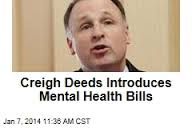 Creigh Deeds Introduces
Mental Health Bills
Jan 7, 2014 11:36 AM CST